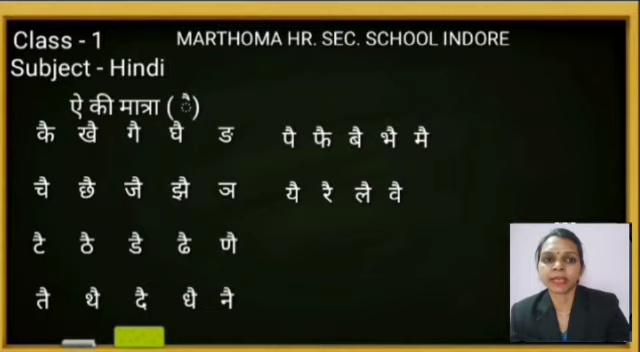 Class - 1 MARTHOMA HR. SEC. SCHOOL INDORE
Subject - Hindi
ऐ की मात्रा ( ै)
कै खै गै घै ङ पै फै बै भै मै
चै छै जै झै ञ यै रै लै वै
टै ठै डै ढै णै
तै थै दै धै नै